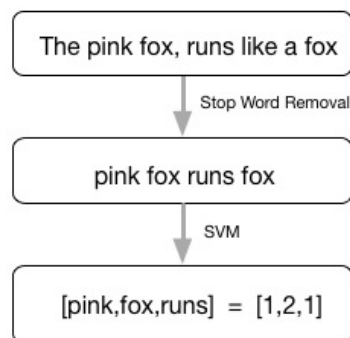 The pink fox, runs like a fox
Stop Word Removal
pink fox runs fox
SVM
[pink,fox,runs] = [1,2,1]